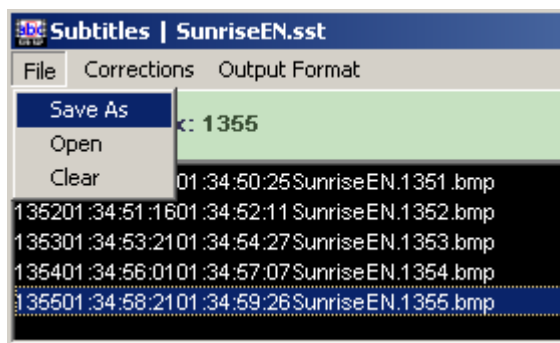 Subtitles | SunriseEN.sst
File Corrections Output Format
Save As
Open
Clear
x: 1355
01:34:50:25SunriseEN.1351.bmp
135201:34:51:1601:34:52:11SunriseEN.1352.bmp
135301:34:53:2101:34:54:27SunriseEN.1353.bmp
135401:34:56:0101:34:57:07SunriseEN.1354.bmp
135501:34:58:2101:34:59:26SunriseEN.1355.bmp